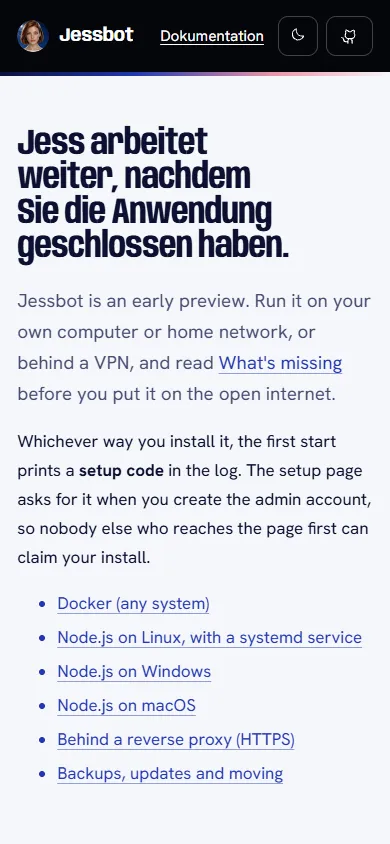 Jessbot
Dokumentation
Jess arbeitet
weiter, nachdem
Sie die Anwendung
geschlossen haben.
Jessbot is an early preview. Run it on your
own computer or home network, or
behind a VPN, and read What's missing
before you put it on the open internet.
Whichever way you install it, the first start
prints a setup code in the log. The setup page
asks for it when you create the admin account,
so nobody else who reaches the page first can
claim your install.
Docker (any system)
Node.js on Linux, with a systemd service
Node.js on Windows
Node.js on macOS
Behind a reverse proxy (HTTPS)
Backups, updates and moving